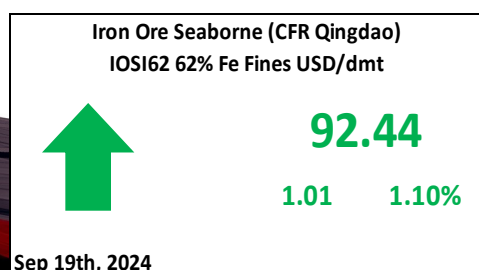 Iron Ore Seaborne (CFR Qingdao)
IOSI62 62% Fe Fines USD/dmt
92.44
1.01 1.10%
Sep 19th, 2024